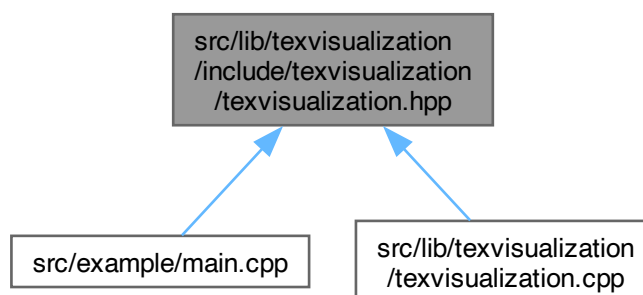 src/lib/texvisualization
/include/texvisualization
/texvisualization.hpp
src/example/main.cpp
src/lib/texvisualization
/texvisualization.cpp